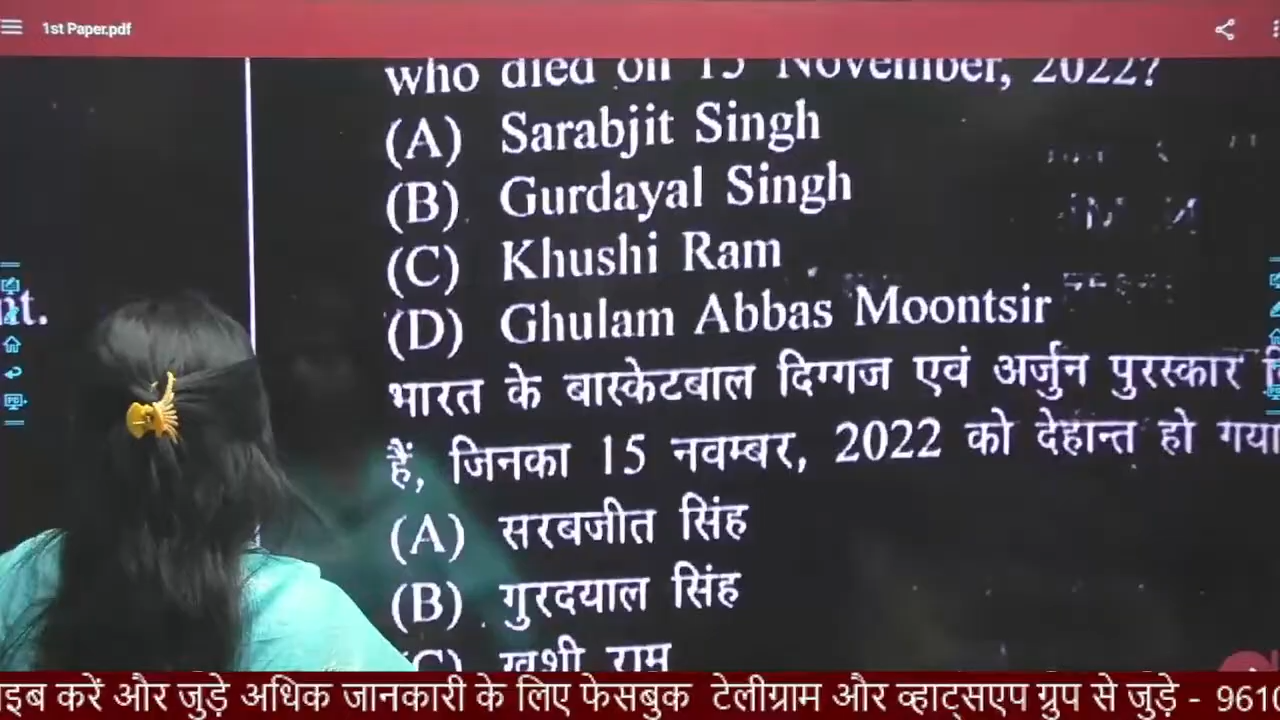 1st Paper.pdf
who died on 15 November, 2022?
(A) Sarabjit Singh
(B) Gurdayal Singh
(C) Khushi Ram
(D) Ghulam Abbas Moontsir
भारत के बास्केटबाल दिग्गज एवं अर्जुन पुरस्कार
हैं, जिनका 15 नवम्बर, 2022 को देहान्त हो गया
(A) सरबजीत सिंह
(B) गुरदयाल सिंह
(C) खुशी राम
nt.
इब करें और जुड़े अधिक जानकारी के लिए फेसबुक टेलीग्राम और व्हाट्सएप ग्रुप से जुड़े - 9610